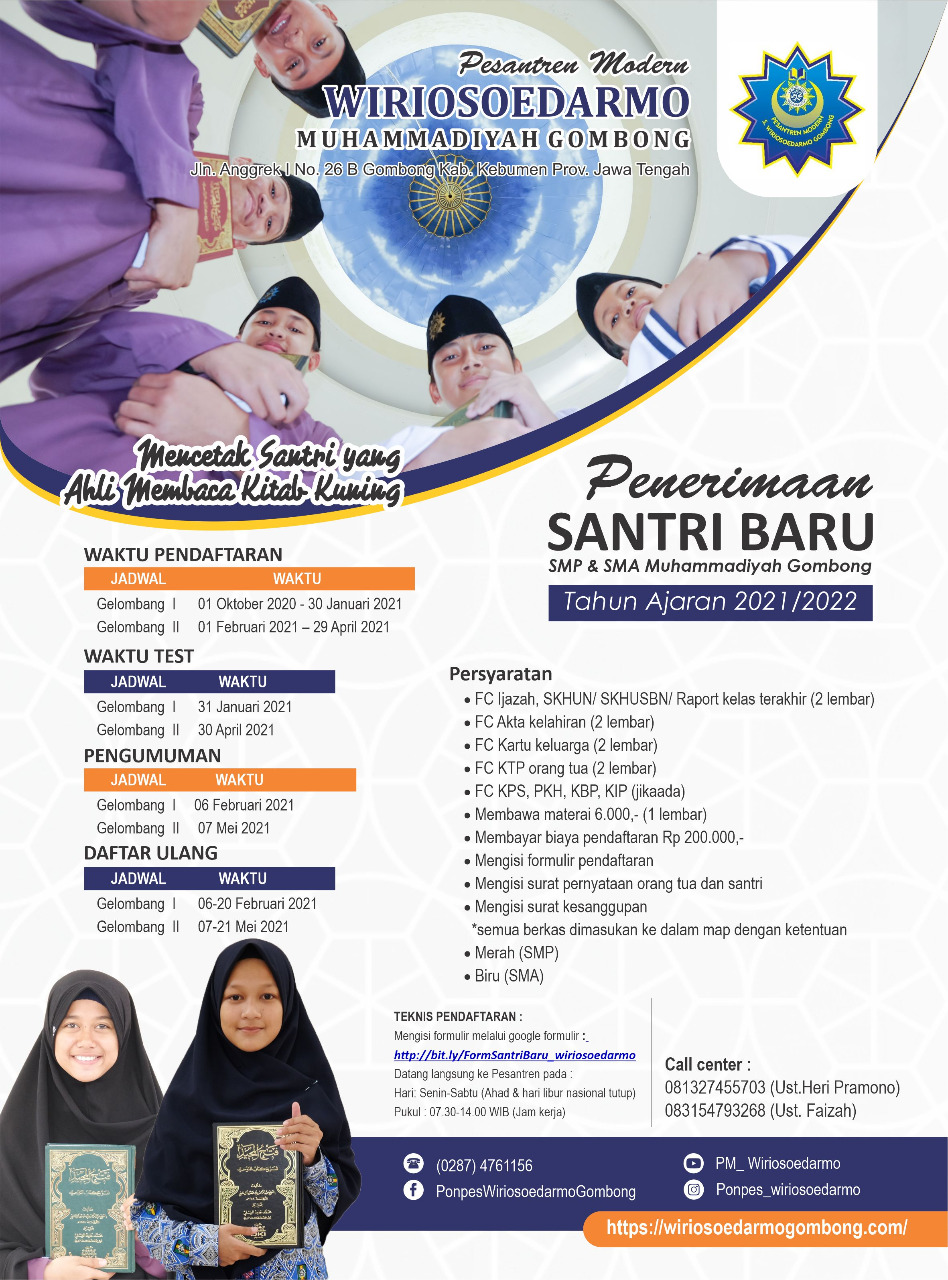 Pesantren Modern
WIRIOSOEDARMO
MUHAMMADIYAH GOMBONG
Jln. Anggrek I No. 26 B Gombong Kab. Kebumen Prov. Jawa Tengah
PESANTREN MODERN
WIRIOSOEDARMO GOMBONG
Mencetak Santri yang
Ahli Membaca Kitab Kuning
Penerimaan
SANTRI BARU
SMP & SMA Muhammadiyah Gombong
Tahun Ajaran 2021/2022
WAKTU PENDAFTARAN
JADWAL WAKTU
Gelombang I 01 Oktober 2020 - 30 Januari 2021
Gelombang II 01 Februari 2021 – 29 April 2021
WAKTU TEST
JADWAL WAKTU
Gelombang I 31 Januari 2021
Gelombang II 30 April 2021
PENGUMUMAN
JADWAL WAKTU
Gelombang I 06 Februari 2021
Gelombang II 07 Mei 2021
DAFTAR ULANG
JADWAL WAKTU
Gelombang I 06-20 Februari 2021
Gelombang II 07-21 Mei 2021
Persyaratan
• FC Ijazah, SKHUN/ SKHUSBN/ Raport kelas terakhir (2 lembar)
• FC Akta kelahiran (2 lembar)
• FC Kartu keluarga (2 lembar)
• FC KTP orang tua (2 lembar)
• FC KPS, PKH, KBP, KIP (jikaada)
• Membawa materai 6.000,- (1 lembar)
• Membayar biaya pendaftaran Rp 200.000,-
• Mengisi formulir pendaftaran
• Mengisi surat pernyataan orang tua dan santri
• Mengisi surat kesanggupan
*semua berkas dimasukan ke dalam map dengan ketentuan
• Merah (SMP)
• Biru (SMA)
TEKNIS PENDAFTARAN :
Mengisi formulir melalui google formulir :
http://bit.ly/FormSantriBaru_wiriosoedarmo
Datang langsung ke Pesantren pada :
Hari: Senin-Sabtu (Ahad & hari libur nasional tutup)
Pukul : 07.30-14.00 WIB (Jam kerja)
Call center :
081327455703 (Ust.Heri Pramono)
083154793268 (Ust. Faizah)
(0287) 4761156
PonpesWiriosoedarmoGombong
PM_ Wiriosoedarmo
Ponpes_wiriosoedarmo
https://wiriosoedarmogombong.com/
فتح المجيد
فتح المجيد